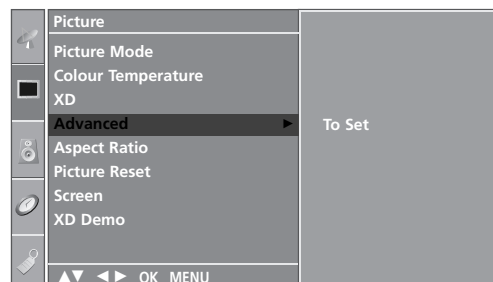 Picture
Picture Mode
Colour Temperature
XD
Advanced ▶ To Set
Aspect Ratio
Picture Reset
Screen
XD Demo
▲▼ ◀▶ OK MENU